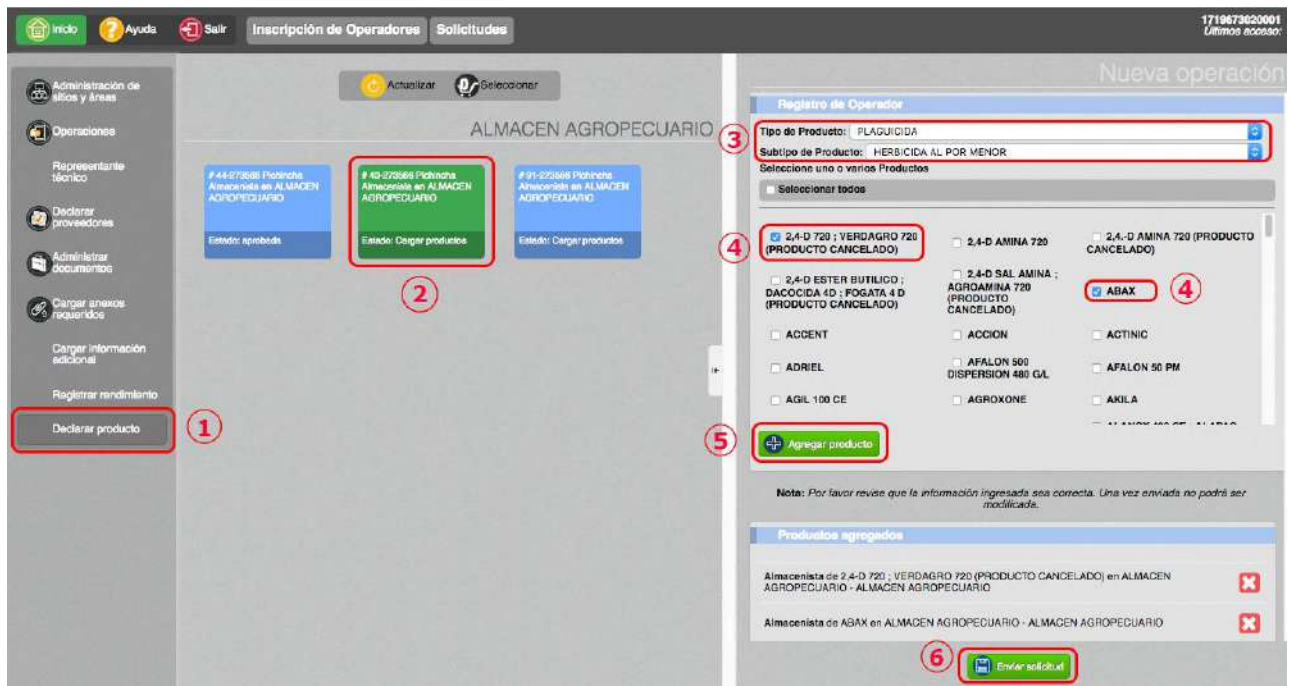 Inicio
Ayuda
Salir
Inscripción de Operadores
Solicitudes
1719673020001
Últimos acceso:
Administración de
sitios y áreas
Operaciones
Representante
técnico
Declarar
proveedores
Administrar
documentos
Cargar anexos
requeridos
Cargar información
adicional
Registrar rendimiento
Declarar producto
1
Actualizar
Seleccionar
ALMACEN AGROPECUARIO
# 44-273566 Pichincha
Almacenista en ALMACEN
AGROPECUARIO
Estado: aprobada
# 40-273566 Pichincha
Almacenista en ALMACEN
AGROPECUARIO
Estado: Cargar productos
# 91-273566 Pichincha
Almacenista en ALMACEN
AGROPECUARIO
Estado: Cargar productos
2
Nueva operación
Registro de Operador
3
Tipo de Producto: PLAGUICIDA
Subtipo de Producto: HERBICIDA AL POR MENOR
Seleccione uno o varios Productos
Seleccionar todos
4
2,4-D 720 ; VERDAGRO 720
(PRODUCTO CANCELADO)
2,4-D AMINA 720
2,4.-D AMINA 720 (PRODUCTO
CANCELADO)
2,4-D ESTER BUTILICO ;
DACOCIDA 4D ; FOGATA 4 D
(PRODUCTO CANCELADO)
2,4-D SAL AMINA ;
AGROAMINA 720
(PRODUCTO
CANCELADO)
ABAX
4
ACCENT
ACCION
ACTINIC
ADRIEL
AFALON 500
DISPERSION 480 G/L
AFALON 50 PM
AGIL 100 CE
AGROXONE
AKILA
5
Agregar producto
Nota: Por favor revise que la información ingresada sea correcta. Una vez enviada no podrá ser
modificada.
Productos agregados
Almacenista de 2,4-D 720 ; VERDAGRO 720 (PRODUCTO CANCELADO) en ALMACEN
AGROPECUARIO - ALMACEN AGROPECUARIO
Almacenista de ABAX en ALMACEN AGROPECUARIO - ALMACEN AGROPECUARIO
6
Enviar solicitud